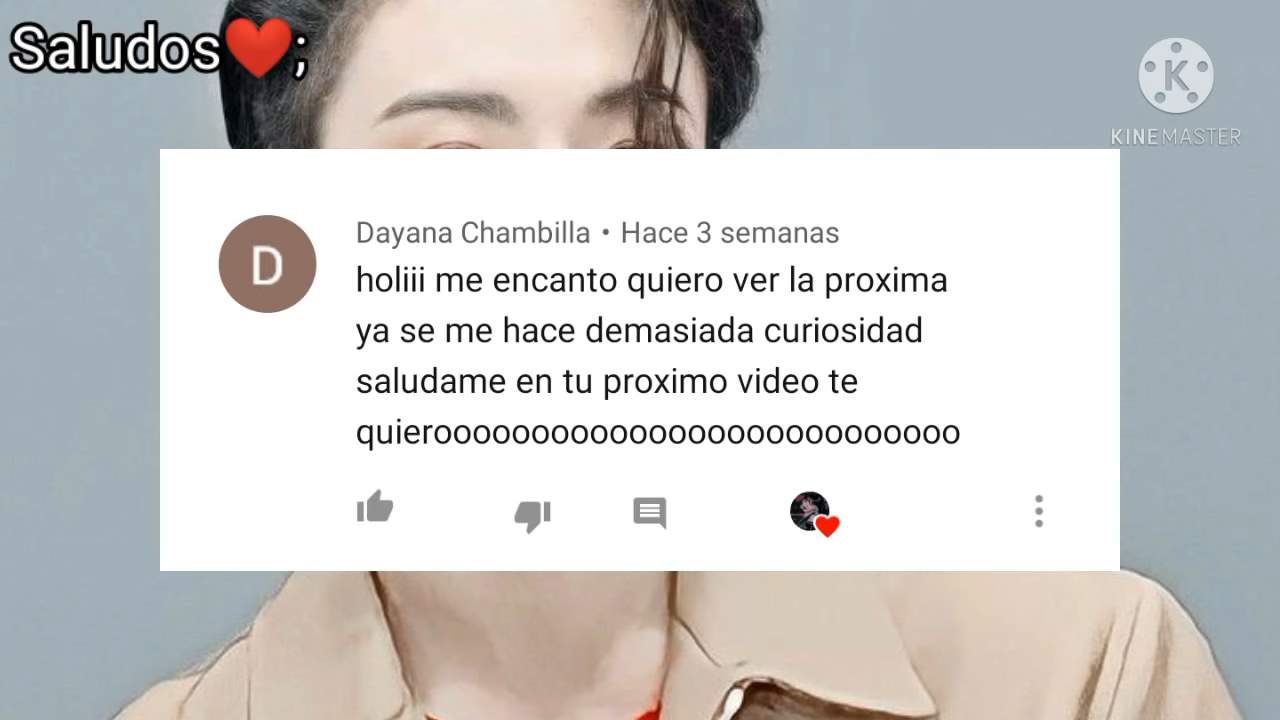 Saludos❤️;
K
KINEMASTER
D
Dayana Chambilla • Hace 3 semanas
holiii me encanto quiero ver la proxima
ya se me hace demasiada curiosidad
saludame en tu proximo video te
quieroooooooooooooooooooooooooooo